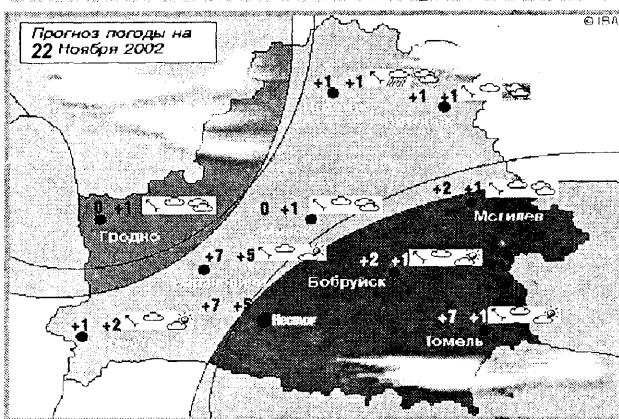 Прогноз погоды на
22 Ноября 2002
© IBA
+1 +1
+1 +1
+2 +1
Могилев
0 +1
Гродно
0 +1
+7 +5
+2 +1
Бобруйск
+7 +5
+7 +1
Гомель
+1 +2